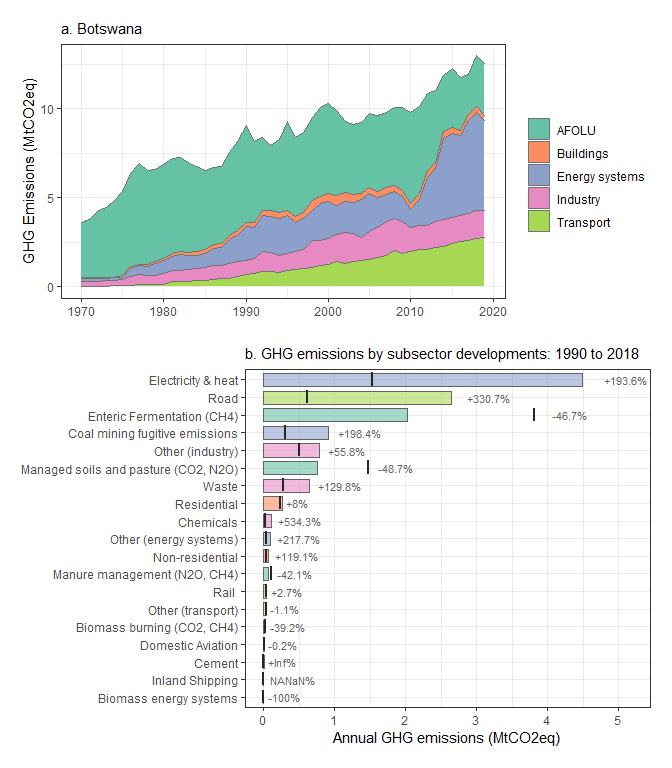 a. Botswana
GHG Emissions (MtCO2eq)
10
5
0
1970
1980
1990
2000
2010
2020
AFOLU
Buildings
Energy systems
Industry
Transport
b. GHG emissions by subsector developments: 1990 to 2018
Electricity & heat +193.6%
Road +330.7%
Enteric Fermentation (CH4) -46.7%
Coal mining fugitive emissions +198.4%
Other (industry) +55.8%
Managed soils and pasture (CO2, N2O) -48.7%
Waste +129.8%
Residential +8%
Chemicals +534.3%
Other (energy systems) +217.7%
Non-residential +119.1%
Manure management (N2O, CH4) -42.1%
Rail +2.7%
Other (transport) -1.1%
Biomass burning (CO2, CH4) -39.2%
Domestic Aviation -0.2%
Cement +Inf%
Inland Shipping NANaN%
Biomass energy systems -100%
0 1 2 3 4 5
Annual GHG emissions (MtCO2eq)